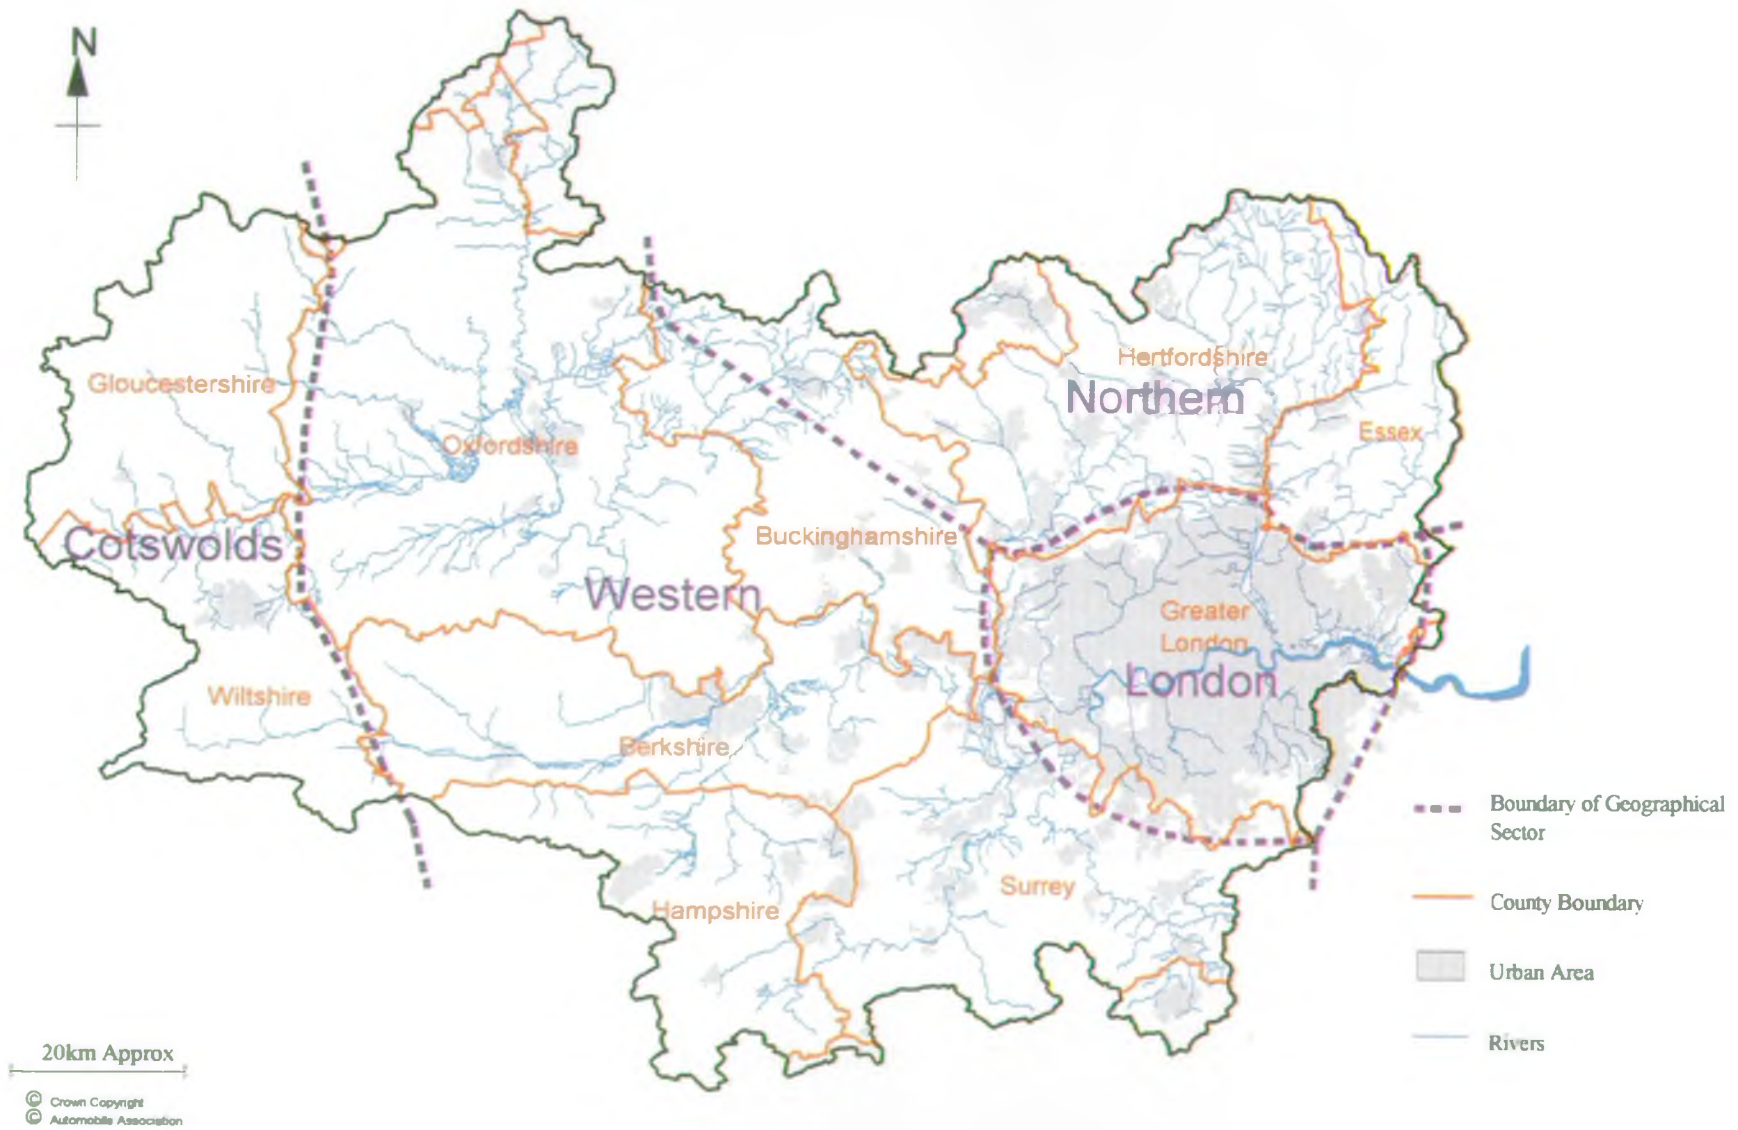 N
Hertfordshire
Northern
Gloucestershire
Essex
Oxfordshire
Cotswolds
Buckinghamshire
Western
Greater
London
London
Wiltshire
Berkshire
Surrey
Hampshire
Boundary of Geographical
Sector
County Boundary
Urban Area
Rivers
20km Approx
© Crown Copyright
© Automobile Association